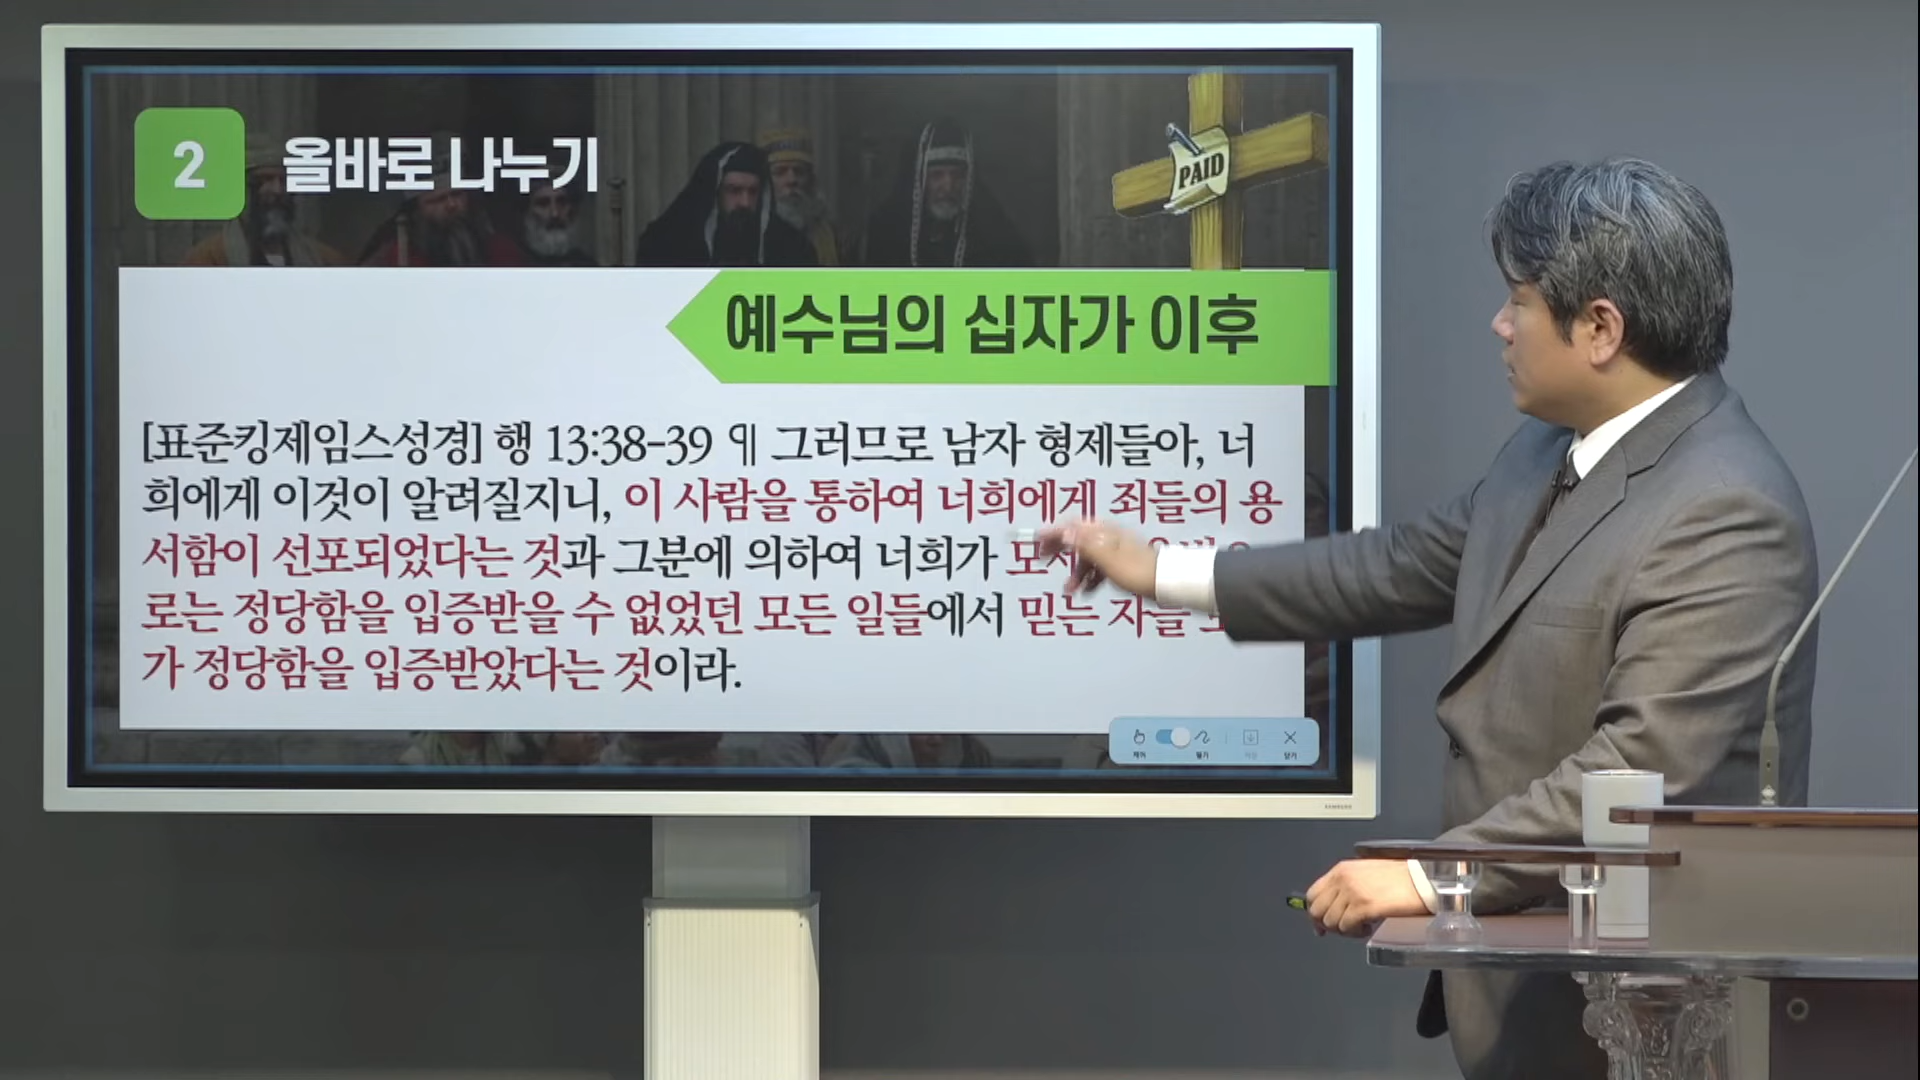 2
올바로 나누기
PAID
예수님의 십자가 이후
[표준킹제임스성경] 행 13:38-39 ¶ 그러므로 남자 형제들아, 너
희에게 이것이 알려질지니, 이 사람을 통하여 너희에게 죄들의 용
서함이 선포되었다는 것과 그분에 의하여 너희가
로는 정당함을 입증받을 수 없었던 모든 일들에서 믿는 자들
가 정당함을 입증받았다는 것이라.
닫기
SAMSUNG